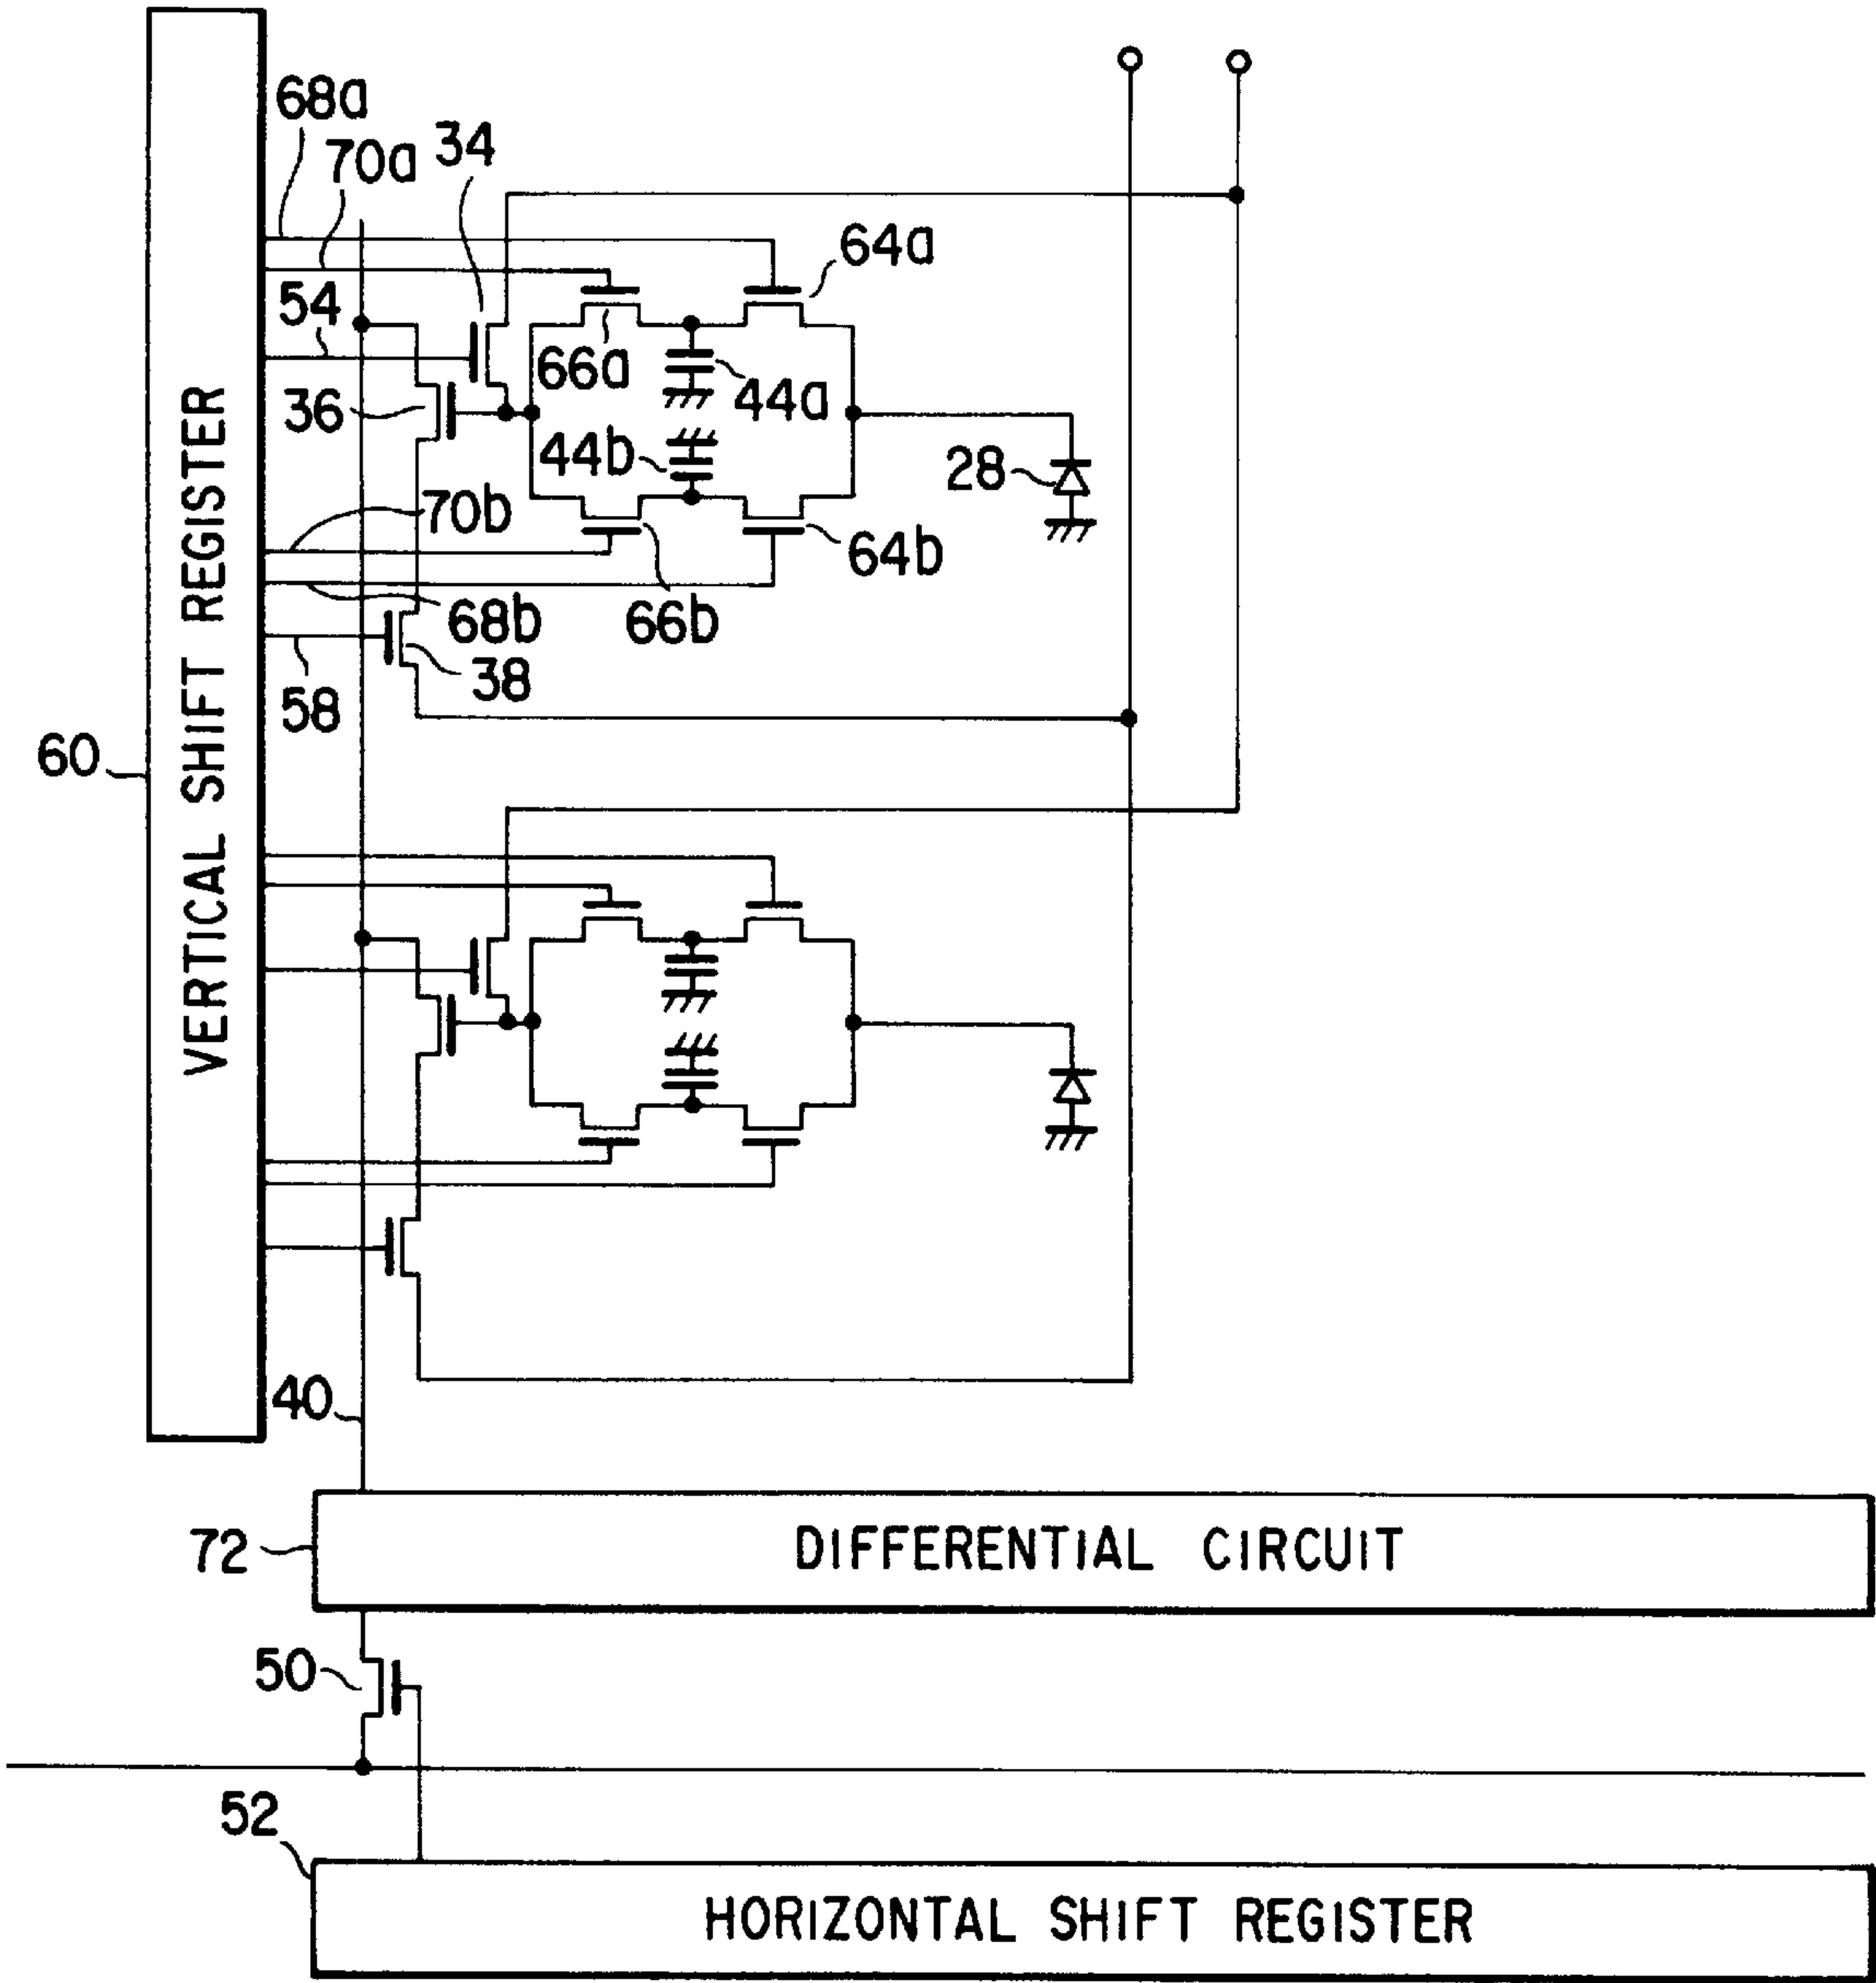 68a
70a
34
64a
54
66a
36
44a
44b
28
70b
64b
68b
66b
38
58
60
VERTICAL SHIFT REGISTER
40
72
DIFFERENTIAL CIRCUIT
50
52
HORIZONTAL SHIFT REGISTER